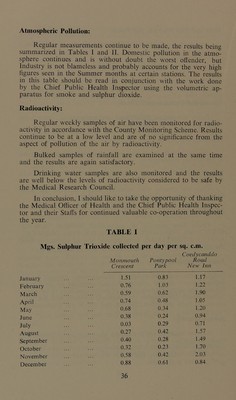 Atmospheric Pollution:
Regular measurements continue to be made, the results being
summarized in Tables I and II. Domestic pollution in the atmo-
sphere continues and is without doubt the worst offender, but
Industry is not blameless and probably accounts for the very high
figures seen in the Summer months at certain stations. The results
in this table should be read in conjunction with the work done
by the Chief Public Health Inspector using the volumetric ap-
paratus for smoke and sulphur dioxide.
Radioactivity:
Regular weekly samples of air have been monitored for radio-
activity in accordance with the County Monitoring Scheme. Results
continue to be at a low level and are of no significance from the
aspect of pollution of the air by radioactivity.
Bulked samples of rainfall are examined at the same time
and the results are again satisfactory.
Drinking water samples are also monitored and the results
are well below the levels of radioactivity considered to be safe by
the Medical Research Council.
In conclusion, I should like to take the opportunity of thanking
the Medical Officer of Health and the Chief Public Health Inspec-
tor and their Staffs for continued valuable co-operation throughout
the year.
TABLE 1
Mgs. Sulphur Trioxide collected per day per sq. c.m.
Monmouth Crescent Pontypool Park Road New Inn
January 1.51 0.83 1.17
February 0.76 1.03 1.22
March 0.59 0.62 1.90
April 0.74 0.48 1.03
May 0.68 0.34 1.20
June 0.38 0.24 0.94
July 0.03 0.29 0.71
August 0.27 0.42 1.57
September 0.40 0.28 1.49
October 0.32 0.23 1.70
November 0.58 0.42 2.03
December 0.88 0.61 0.84
36